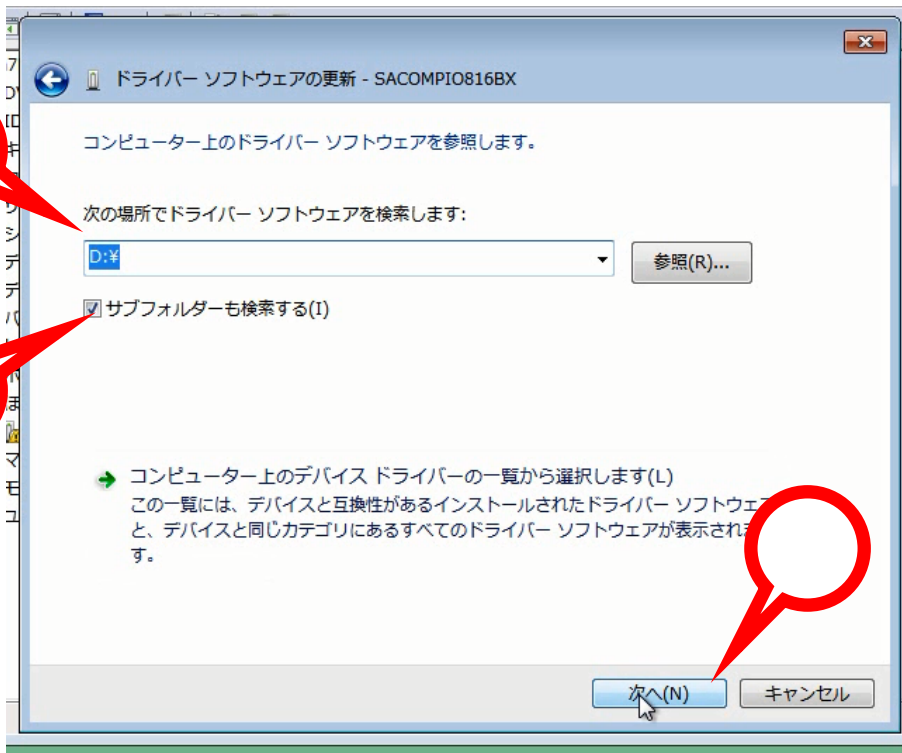 ドライバー ソフトウェアの更新 - SACOMPIO816BX
コンピューター上のドライバー ソフトウェアを参照します。
次の場所でドライバー ソフトウェアを検索します:
D:¥
参照(R)...
サブフォルダーも検索する(I)
コンピューター上のデバイス ドライバーの一覧から選択します(L)
この一覧には、デバイスと互換性があるインストールされたドライバー ソフトウェ
と、デバイスと同じカテゴリにあるすべてのドライバー ソフトウェアが表示され
す。
次へ(N)
キャンセル